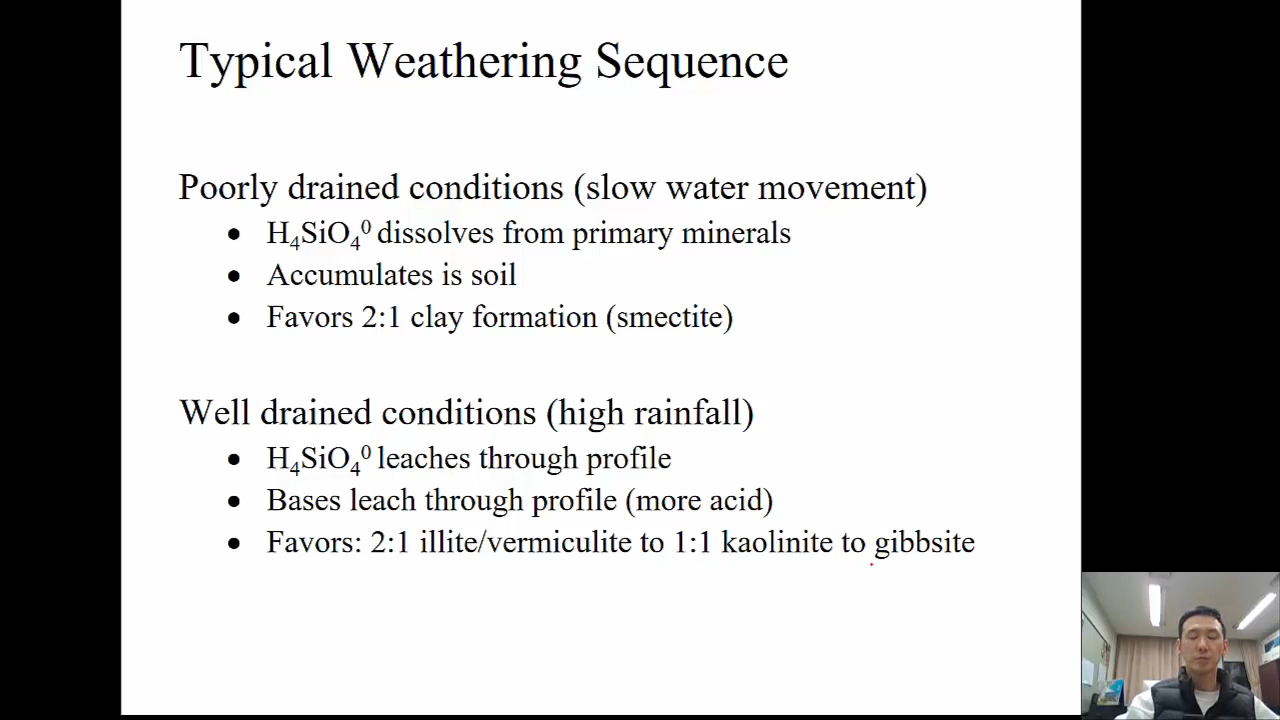 Typical Weathering Sequence
Poorly drained conditions (slow water movement)
• H₄SiO₄⁰ dissolves from primary minerals
• Accumulates is soil
• Favors 2:1 clay formation (smectite)
Well drained conditions (high rainfall)
• H₄SiO₄⁰ leaches through profile
• Bases leach through profile (more acid)
• Favors: 2:1 illite/vermiculite to 1:1 kaolinite to gibbsite